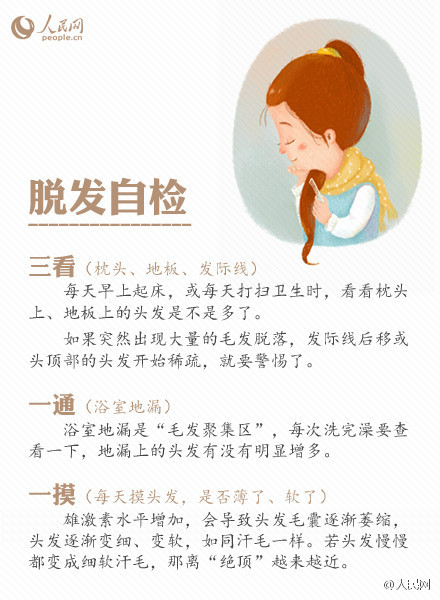 人民网
people.cn
脱发自检
三看（枕头、地板、发际线）
每天早上起床，或每天打扫卫生时，看看枕头
上、地板上的头发是不是多了。
如果突然出现大量的毛发脱落，发际线后移或
头顶部的头发开始稀疏，就要警惕了。
一通（浴室地漏）
浴室地漏是“毛发聚集区”，每次洗完澡要查
看一下，地漏上的头发有没有明显增多。
一摸（每天摸头发，是否薄了、软了）
雄激素水平增加，会导致头发毛囊逐渐萎缩，
头发逐渐变细、变软，如同汗毛一样。若头发慢慢
都变成细软汗毛，那离“绝顶”越来越近。
@人民网